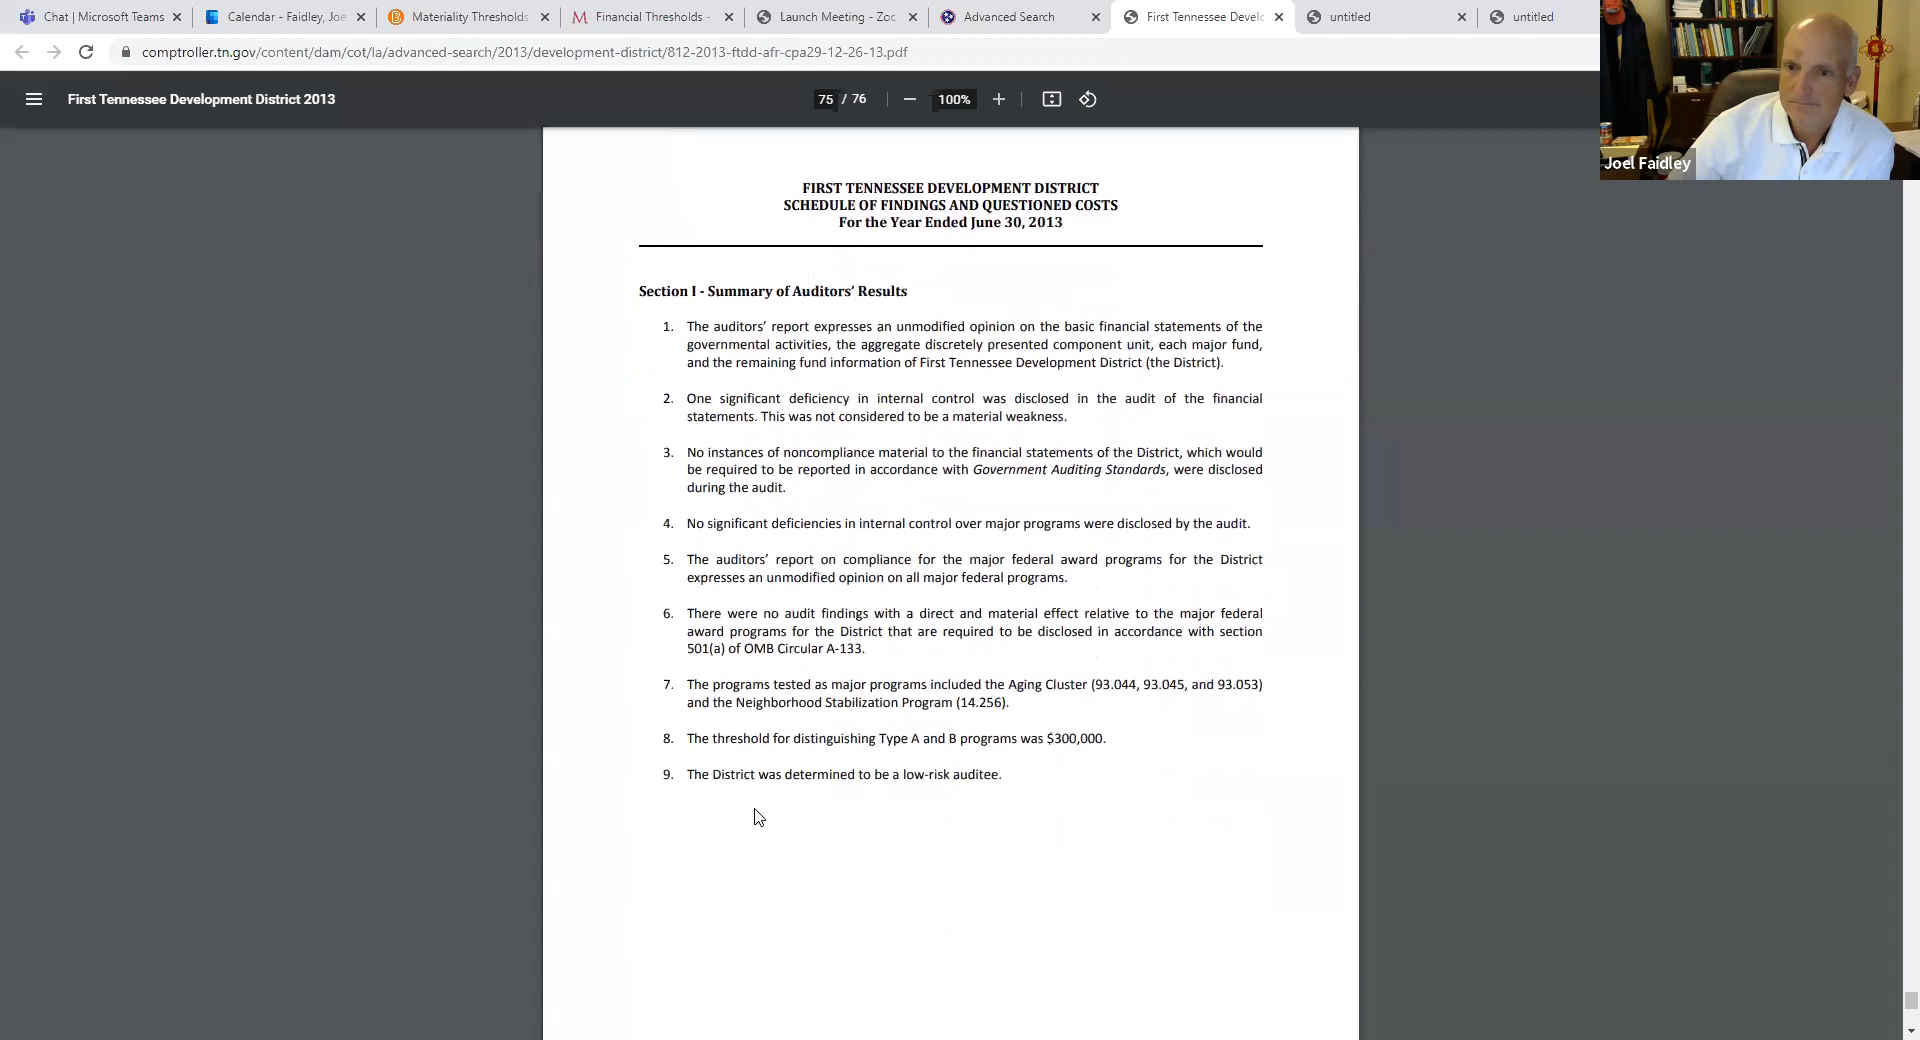 Chat | Microsoft Teams
Calendar - Faidley, Joe
Materiality Thresholds
Financial Thresholds -
Launch Meeting - Zoo
Advanced Search
First Tennessee Devel
untitled
untitled
comptroller.tn.gov/content/dam/cot/la/advanced-search/2013/development-district/812-2013-ftdd-afr-cpa29-12-26-13.pdf
First Tennessee Development District 2013
75 / 76
100%
Joel Faidley
FIRST TENNESSEE DEVELOPMENT DISTRICT
SCHEDULE OF FINDINGS AND QUESTIONED COSTS
For the Year Ended June 30, 2013
Section I - Summary of Auditors' Results
1. The auditors' report expresses an unmodified opinion on the basic financial statements of the
governmental activities, the aggregate discretely presented component unit, each major fund,
and the remaining fund information of First Tennessee Development District (the District).
2. One significant deficiency in internal control was disclosed in the audit of the financial
statements. This was not considered to be a material weakness.
3. No instances of noncompliance material to the financial statements of the District, which would
be required to be reported in accordance with Government Auditing Standards, were disclosed
during the audit.
4. No significant deficiencies in internal control over major programs were disclosed by the audit.
5. The auditors' report on compliance for the major federal award programs for the District
expresses an unmodified opinion on all major federal programs.
6. There were no audit findings with a direct and material effect relative to the major federal
award programs for the District that are required to be disclosed in accordance with section
501(a) of OMB Circular A-133.
7. The programs tested as major programs included the Aging Cluster (93.044, 93.045, and 93.053)
and the Neighborhood Stabilization Program (14.256).
8. The threshold for distinguishing Type A and B programs was $300,000.
9. The District was determined to be a low-risk auditee.